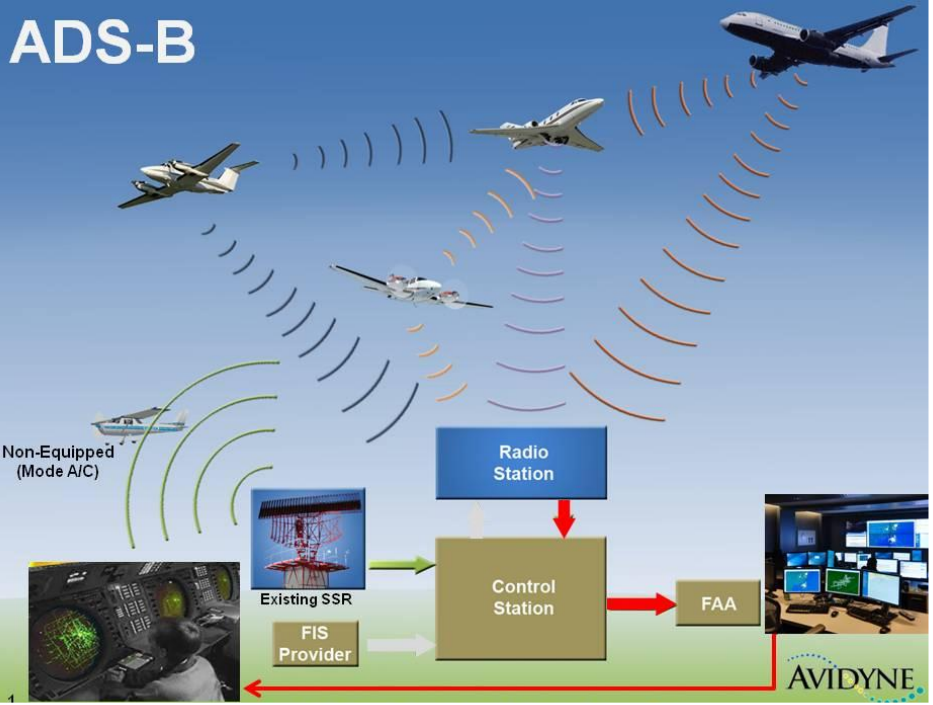 ADS-B
Non-Equipped
(Mode A/C)
Radio
Station
Existing SSR
Control
Station
FAA
FIS
Provider
AVIDYNE
1